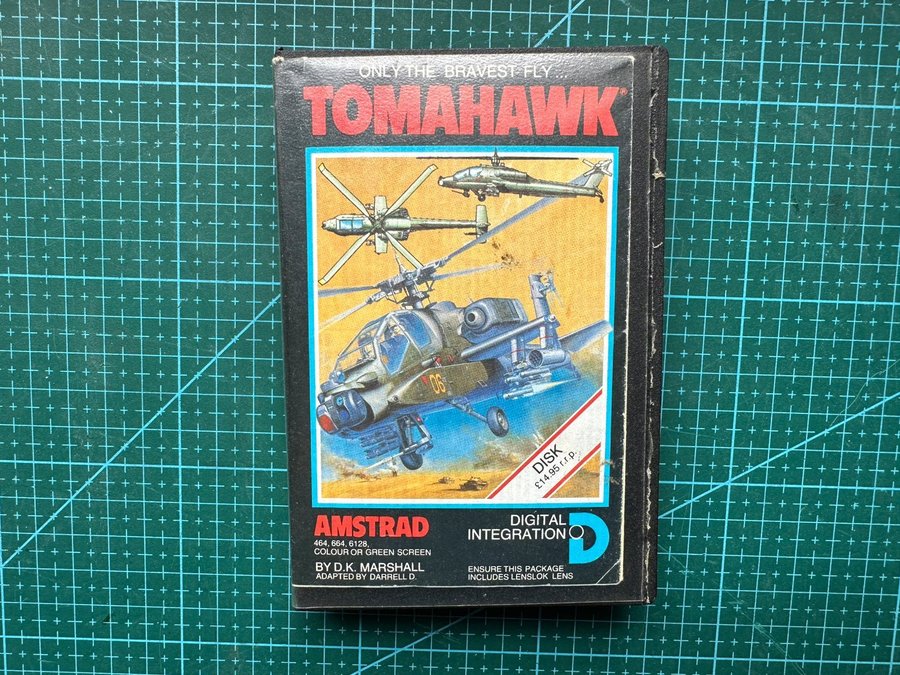 ONLY THE BRAVEST FLY...
TOMAHAWK®
06
DISK
£14.95 r.r.p.
AMSTRAD
464, 664, 6128,
COLOUR OR GREEN SCREEN
BY D.K. MARSHALL
ADAPTED BY DARRELL D.
DIGITAL
INTEGRATION
D
ENSURE THIS PACKAGE
INCLUDES LENSLOK LENS